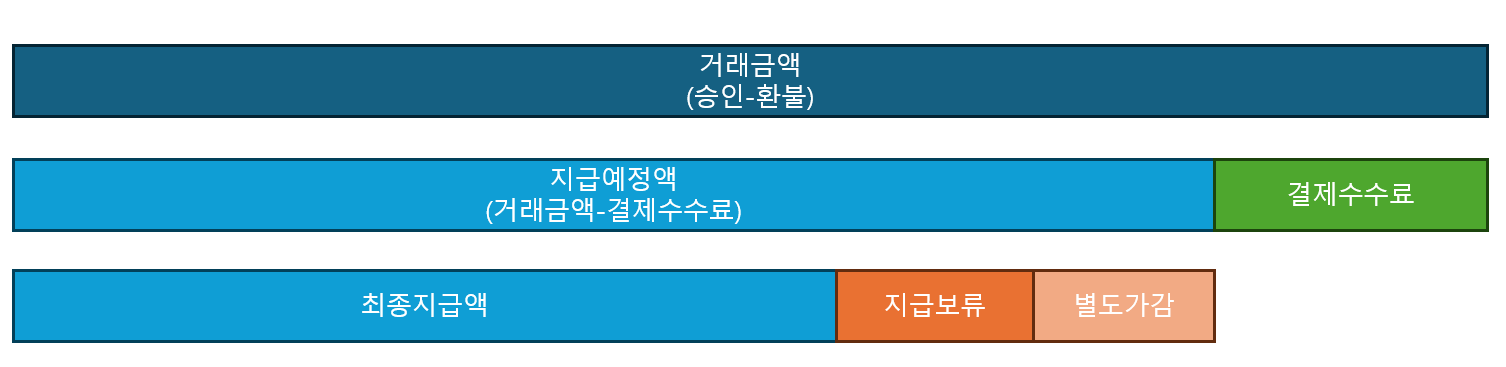 거래금액
(승인-환불)
지급예정액
(거래금액-결제수수료)
결제수수료
최종지급액
지급보류
별도가감